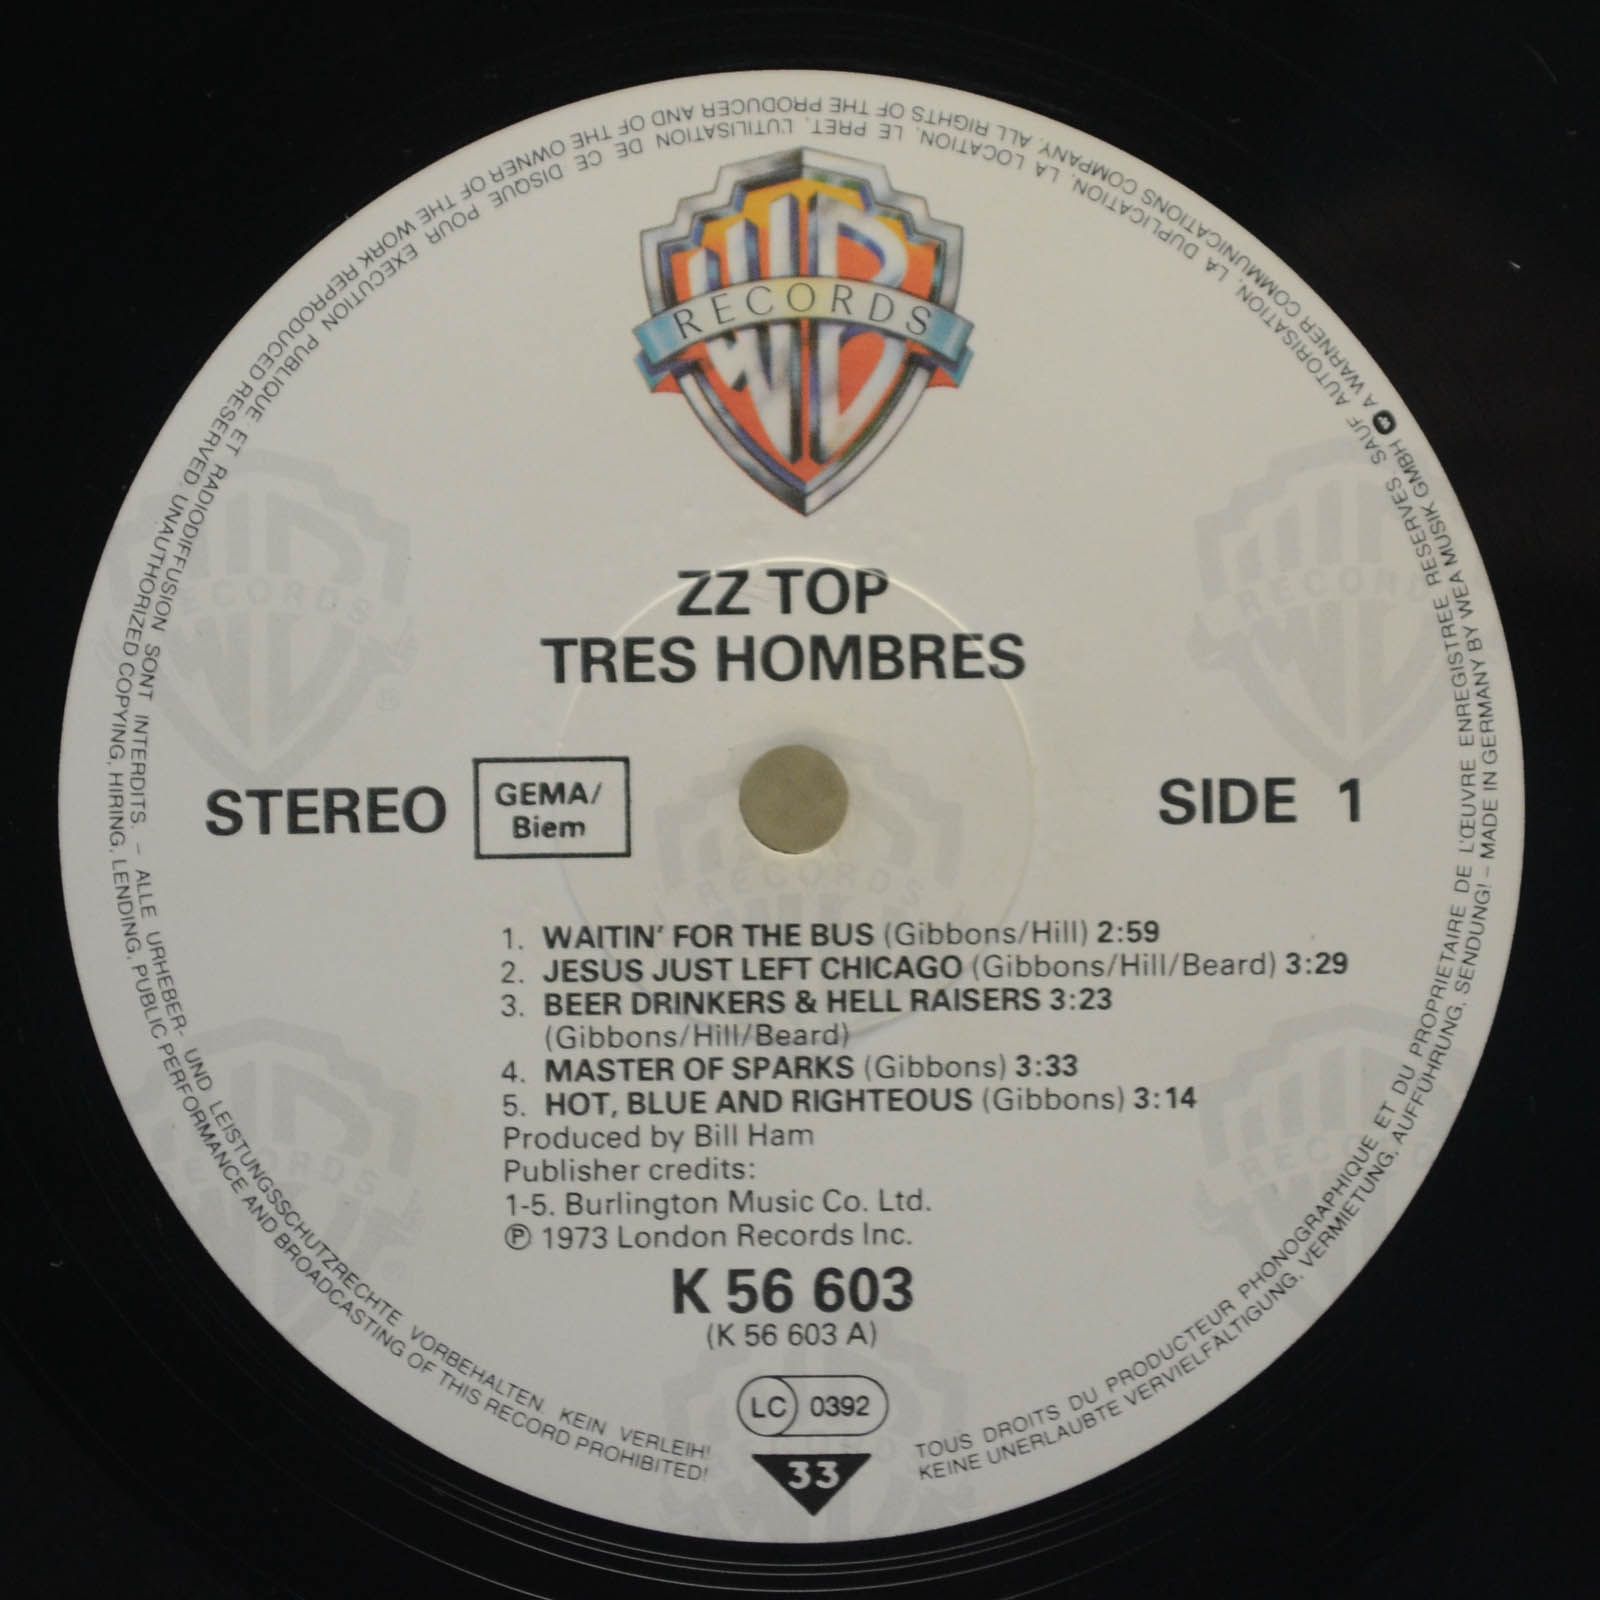 RECORDS
ZZ TOP
TRES HOMBRES
STEREO
GEMA/
Biem
SIDE 1
1. WAITIN' FOR THE BUS (Gibbons/Hill) 2:59
2. JESUS JUST LEFT CHICAGO (Gibbons/Hill/Beard) 3:29
3. BEER DRINKERS & HELL RAISERS 3:23
(Gibbons/Hill/Beard)
4. MASTER OF SPARKS (Gibbons) 3:33
5. HOT, BLUE AND RIGHTEOUS (Gibbons) 3:14
Produced by Bill Ham
Publisher credits:
1-5. Burlington Music Co. Ltd.
℗ 1973 London Records Inc.
K 56 603
(K 56 603 A)
LC 0392
33
TOUS DROITS DU PRODUCTEUR PHONOGRAPHIQUE ET DU PROPRIETAIRE DE L'ŒUVRE ENREGISTREE RESERVES. SAUF AUTORISATION, LA DUPLICATION, LA LOCATION, LE PRET, L'UTILISATION DE CE DISQUE POUR EXECUTION PUBLIQUE ET RADIODIFFUSION SONT INTERDITS. – ALLE URHEBER- UND LEISTUNGSSCHUTZRECHTE VORBEHALTEN. KEIN VERLEIH!
KEINE UNERLAUBTE VERVIELFÄLTIGUNG, VERMIETUNG, AUFFÜHRUNG, SENDUNG! – MADE IN GERMANY BY WEA MUSIK GMBH A WARNER COMMUNICATIONS COMPANY. ALL RIGHTS OF THE PRODUCER AND OF THE OWNER OF THE WORK REPRODUCED RESERVED. UNAUTHORIZED COPYING, HIRING, LENDING, PUBLIC PERFORMANCE AND BROADCASTING OF THIS RECORD PROHIBITED!